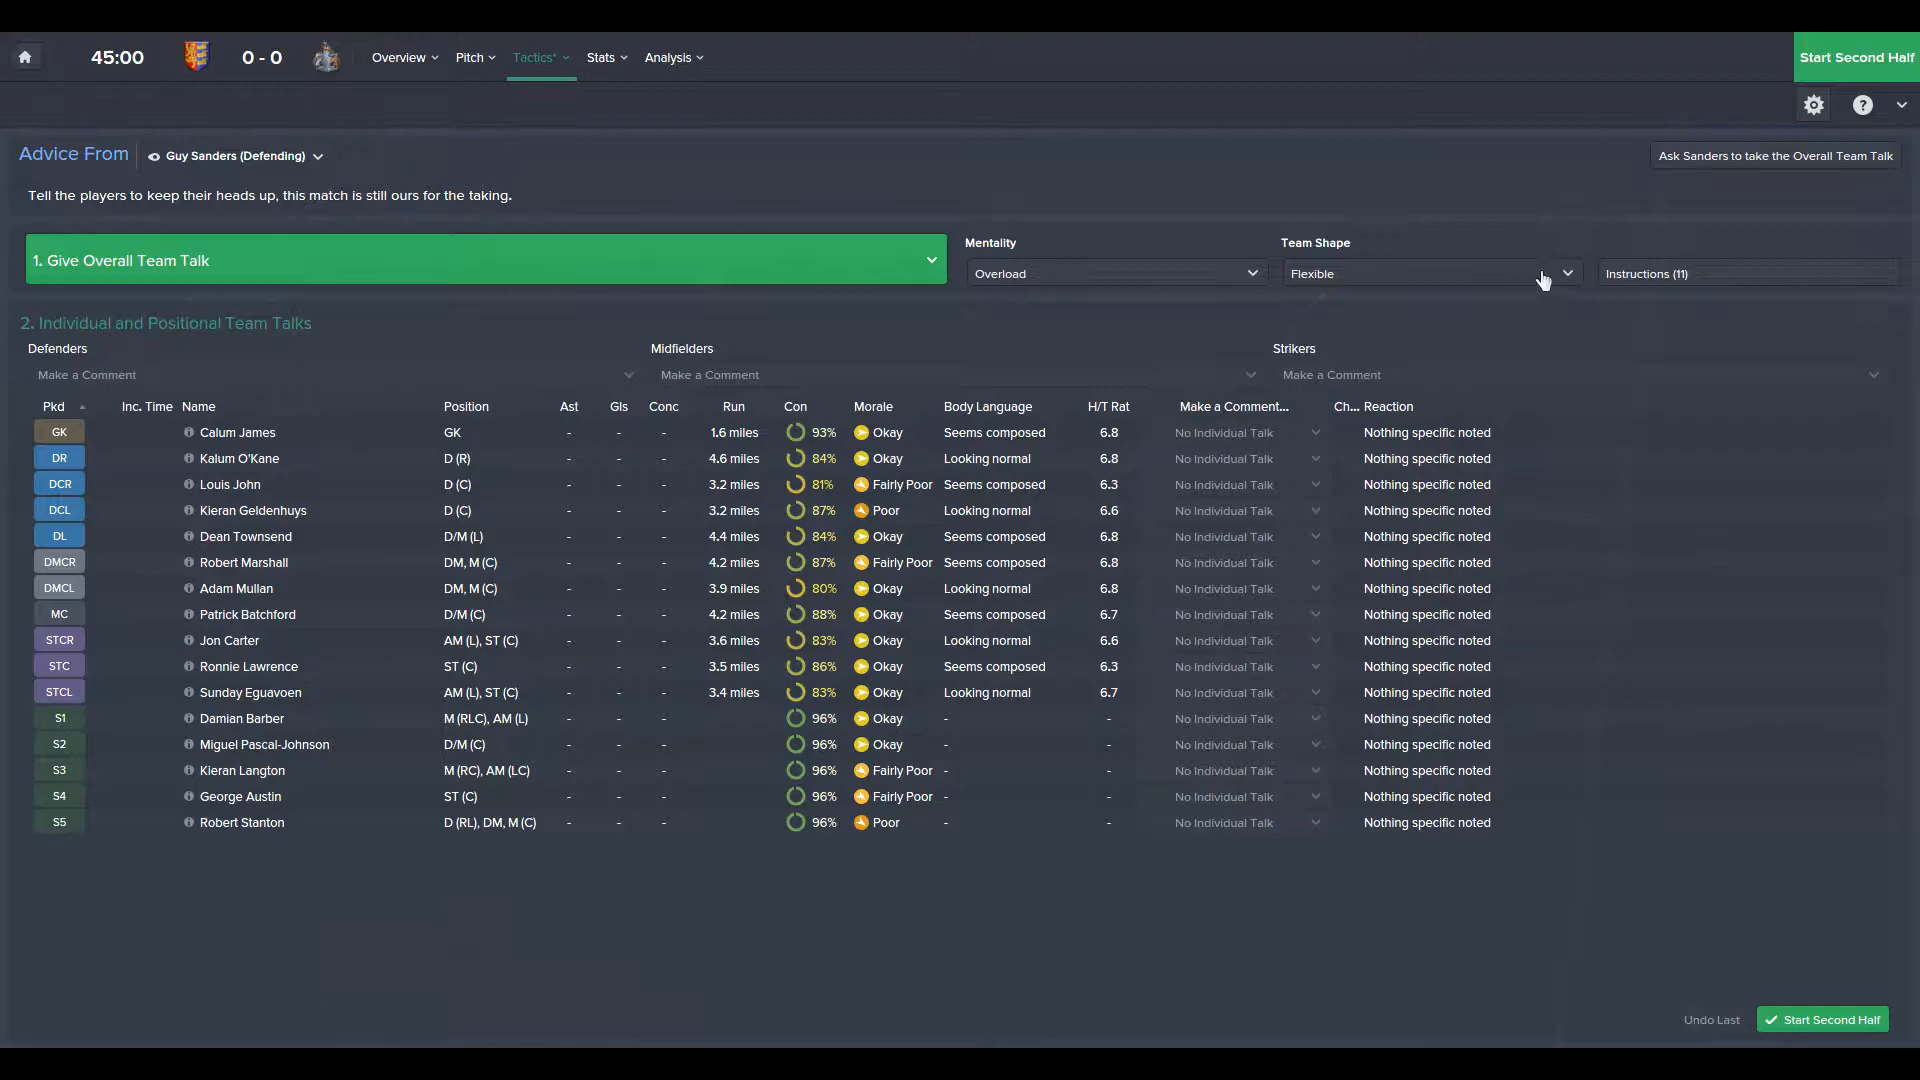 45:00 0 - 0 Overview Pitch Tactics* Stats Analysis Start Second Half
?
Advice From Guy Sanders (Defending) Ask Sanders to take the Overall Team Talk
Tell the players to keep their heads up, this match is still ours for the taking.
Mentality Team Shape
1. Give Overall Team Talk Overload Flexible Instructions (11)
2. Individual and Positional Team Talks
Defenders Midfielders Strikers
Make a Comment Make a Comment Make a Comment
Pkd Inc. Time Name Position Ast Gls Conc Run Con Morale Body Language H/T Rat Make a Comment... Ch... Reaction
GK Calum James GK - - - 1.6 miles 93% Okay Seems composed 6.8 No Individual Talk Nothing specific noted
DR Kalum O'Kane D (R) - - - 4.6 miles 84% Okay Looking normal 6.8 No Individual Talk Nothing specific noted
DCR Louis John D (C) - - - 3.2 miles 81% Fairly Poor Seems composed 6.3 No Individual Talk Nothing specific noted
DCL Kieran Geldenhuys D (C) - - - 3.2 miles 87% Poor Looking normal 6.6 No Individual Talk Nothing specific noted
DL Dean Townsend D/M (L) - - - 4.4 miles 84% Okay Seems composed 6.8 No Individual Talk Nothing specific noted
DMCR Robert Marshall DM, M (C) - - - 4.2 miles 87% Fairly Poor Seems composed 6.8 No Individual Talk Nothing specific noted
DMCL Adam Mullan DM, M (C) - - - 3.9 miles 80% Okay Looking normal 6.8 No Individual Talk Nothing specific noted
MC Patrick Batchford D/M (C) - - - 4.2 miles 88% Okay Seems composed 6.7 No Individual Talk Nothing specific noted
STCR Jon Carter AM (L), ST (C) - - - 3.6 miles 83% Okay Looking normal 6.6 No Individual Talk Nothing specific noted
STC Ronnie Lawrence ST (C) - - - 3.5 miles 86% Okay Seems composed 6.3 No Individual Talk Nothing specific noted
STCL Sunday Eguavoen AM (L), ST (C) - - - 3.4 miles 83% Okay Looking normal 6.7 No Individual Talk Nothing specific noted
S1 Damian Barber M (RLC), AM (L) - - - 96% Okay - - No Individual Talk Nothing specific noted
S2 Miguel Pascal-Johnson D/M (C) - - - 96% Okay - - No Individual Talk Nothing specific noted
S3 Kieran Langton M (RC), AM (LC) - - - 96% Fairly Poor - - No Individual Talk Nothing specific noted
S4 George Austin ST (C) - - - 96% Fairly Poor - - No Individual Talk Nothing specific noted
S5 Robert Stanton D (RL), DM, M (C) - - - 96% Poor - - No Individual Talk Nothing specific noted
Undo Last Start Second Half